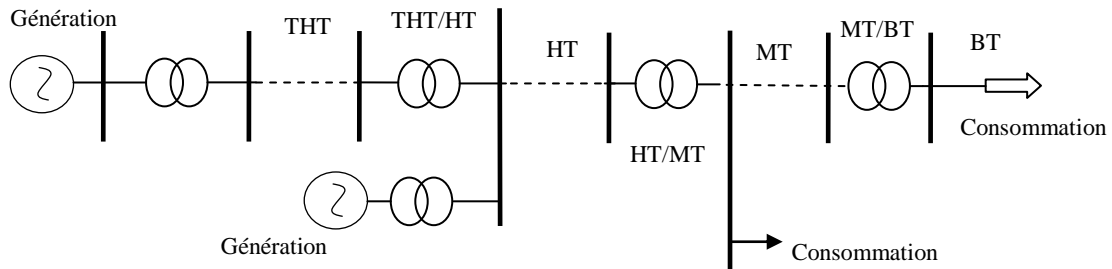 Génération
THT
THT/HT
HT
MT
MT/BT
BT
HT/MT
Consommation
Génération
Consommation